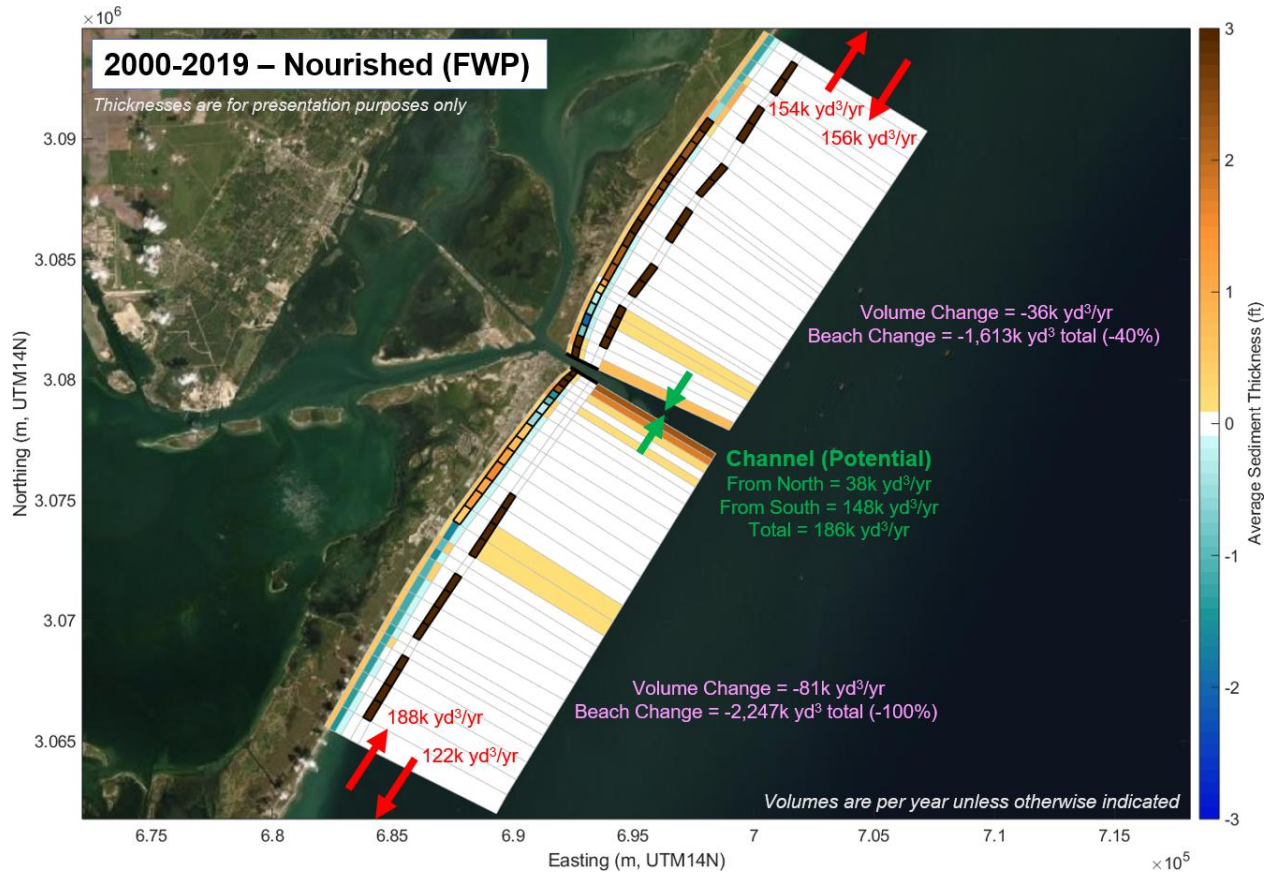 ×10⁶
2000-2019 – Nourished (FWP)
Thicknesses are for presentation purposes only
154k yd³/yr
156k yd³/yr
3.09
3.085
3.08
3.075
3.07
3.065
Northing (m, UTM14N)
Volume Change = -36k yd³/yr
Beach Change = -1,613k yd³ total (-40%)
Channel (Potential)
From North = 38k yd³/yr
From South = 148k yd³/yr
Total = 186k yd³/yr
Volume Change = -81k yd³/yr
Beach Change = -2,247k yd³ total (-100%)
188k yd³/yr
122k yd³/yr
Volumes are per year unless otherwise indicated
6.75
6.8
6.85
6.9
6.95
7
7.05
7.1
7.15
Easting (m, UTM14N)
×10⁵
3
2
1
0
-1
-2
-3
Average Sediment Thickness (ft)